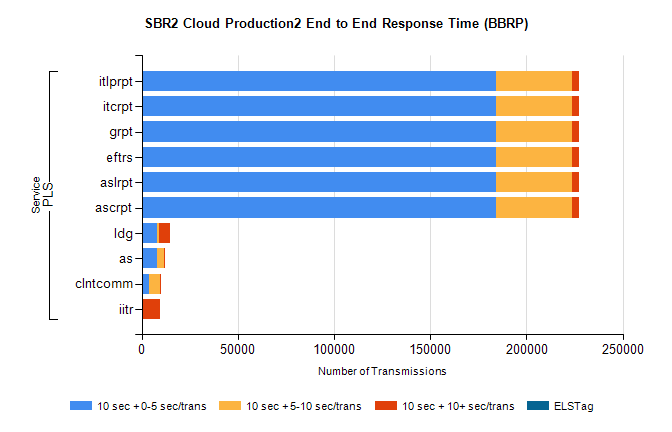 SBR2 Cloud Production2 End to End Response Time (BBRP)
itlprpt
itcrpt
grpt
eftrs
aslrpt
ascrpt
ldg
as
clntcomm
iitr
Service
PLS
0 50000 100000 150000 200000 250000
Number of Transmissions
10 sec +0-5 sec/trans 10 sec +5-10 sec/trans 10 sec + 10+ sec/trans ELSTag